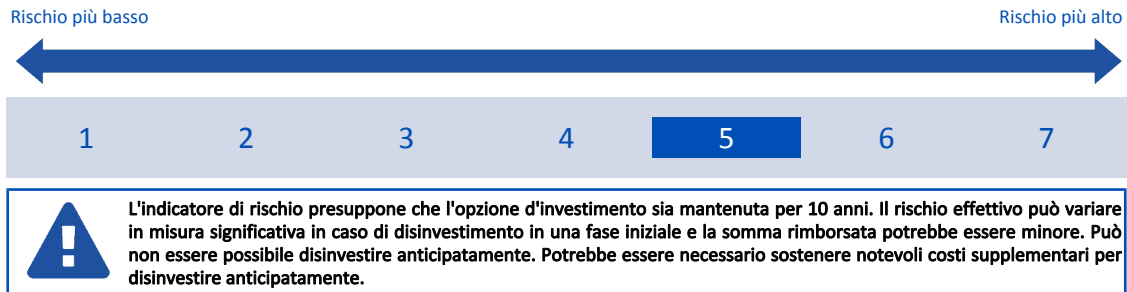 Rischio più basso Rischio più alto
1 2 3 4 5 6 7
L'indicatore di rischio presuppone che l'opzione d'investimento sia mantenuta per 10 anni. Il rischio effettivo può variare
in misura significativa in caso di disinvestimento in una fase iniziale e la somma rimborsata potrebbe essere minore. Può
non essere possibile disinvestire anticipatamente. Potrebbe essere necessario sostenere notevoli costi supplementari per
disinvestire anticipatamente.